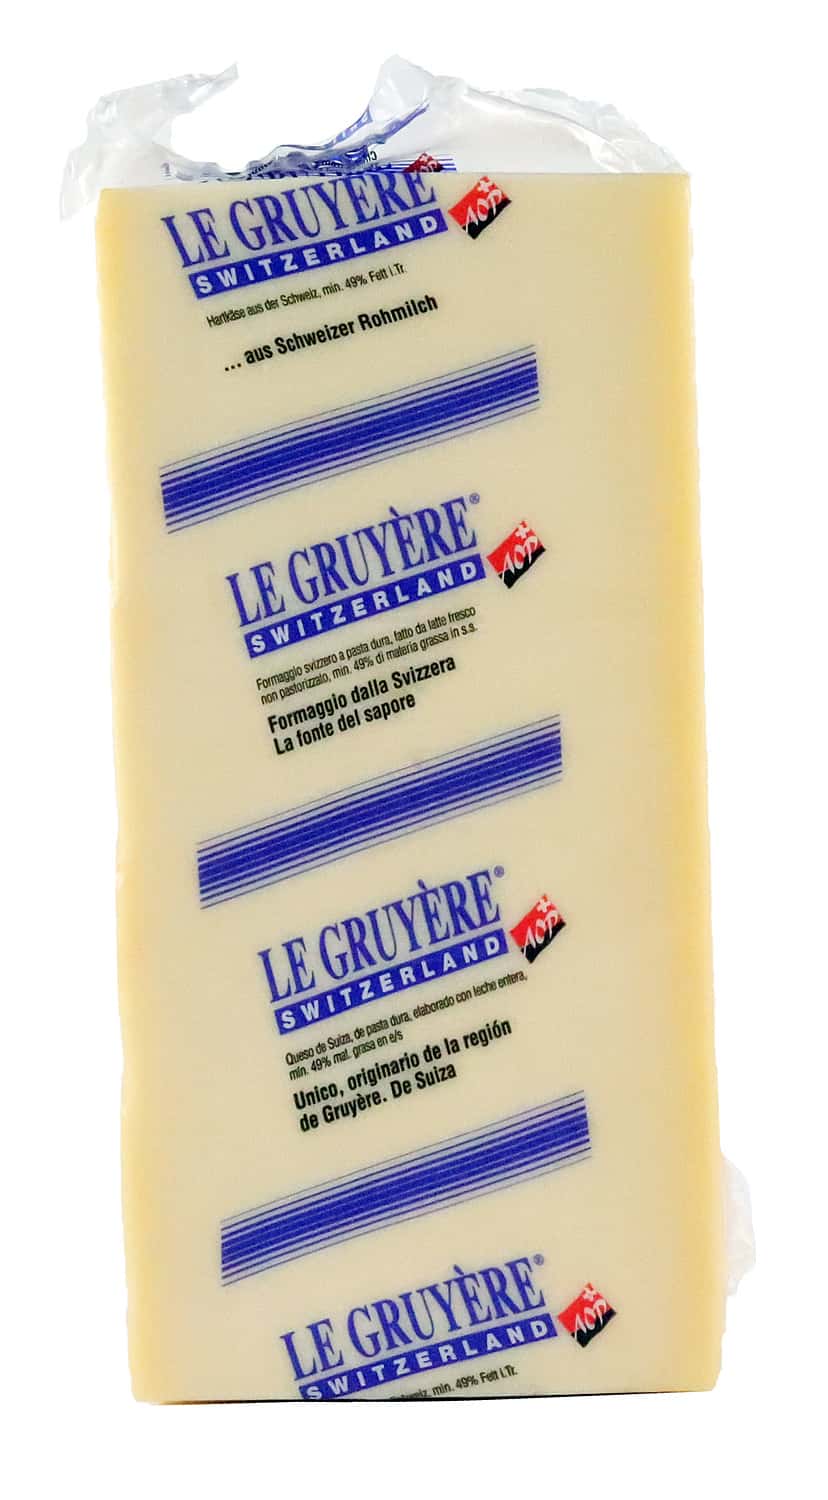 LE GRUYÈRE
SWITZERLAND
AOP
Hartkäse aus der Schweiz, min. 49% Fett i.Tr.
... aus Schweizer Rohmilch
LE GRUYÈRE®
SWITZERLAND
AOP
Formaggio svizzero a pasta dura, fatto da latte fresco
non pastorizzato, min. 49% di materia grassa in s.s.
Formaggio dalla Svizzera
La fonte del sapore
LE GRUYÈRE®
SWITZERLAND
AOP
Queso de Suiza, de pasta dura, elaborado con leche entera,
min. 49% mat. grasa en e/s
Unico, originario de la región
de Gruyère. De Suiza
LE GRUYÈRE®
SWITZERLAND
AOP
min. 49% Fett i.Tr.